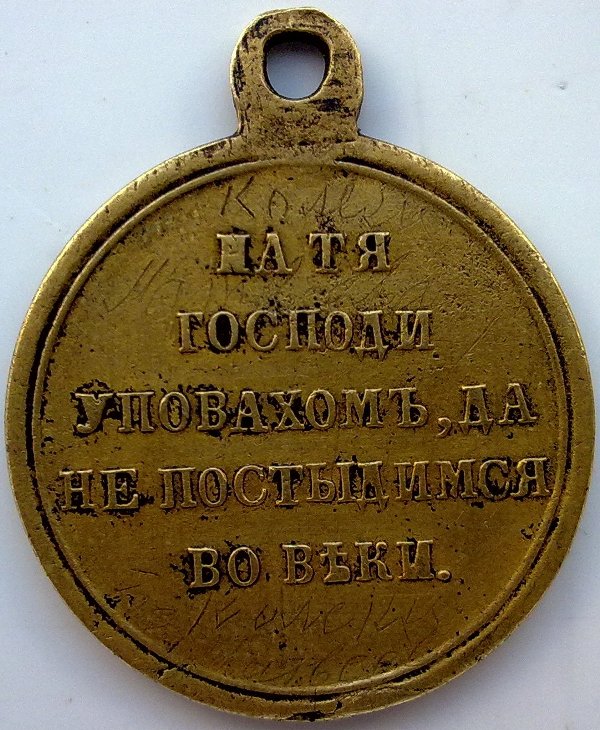 НА ТЯ
ГОСПОДИ
УПОВАХОМЪ, ДА
НЕ ПОСТЫДИМСЯ
ВО ВѢКИ.